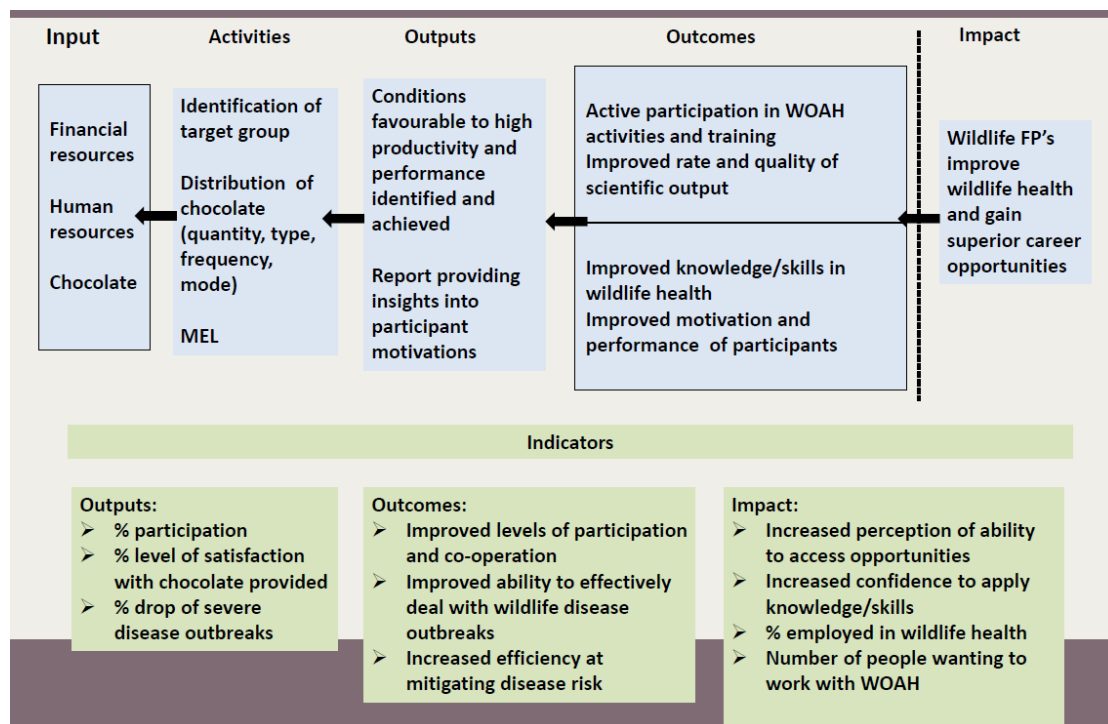 Input
Activities
Outputs
Outcomes
Impact
Financial
resources
Human
resources
Chocolate
Identification of
target group
Distribution of
chocolate
(quantity, type,
frequency,
mode)
MEL
Conditions
favourable to high
productivity and
performance
identified and
achieved
Report providing
insights into
participant
motivations
Active participation in WOAH
activities and training
Improved rate and quality of
scientific output
Improved knowledge/skills in
wildlife health
Improved motivation and
performance of participants
Wildlife FP's
improve
wildlife health
and gain
superior career
opportunities
Indicators
Outputs:
➢ % participation
➢ % level of satisfaction
with chocolate provided
➢ % drop of severe
disease outbreaks
Outcomes:
➢ Improved levels of participation
and co-operation
➢ Improved ability to effectively
deal with wildlife disease
outbreaks
➢ Increased efficiency at
mitigating disease risk
Impact:
➢ Increased perception of ability
to access opportunities
➢ Increased confidence to apply
knowledge/skills
➢ % employed in wildlife health
➢ Number of people wanting to
work with WOAH